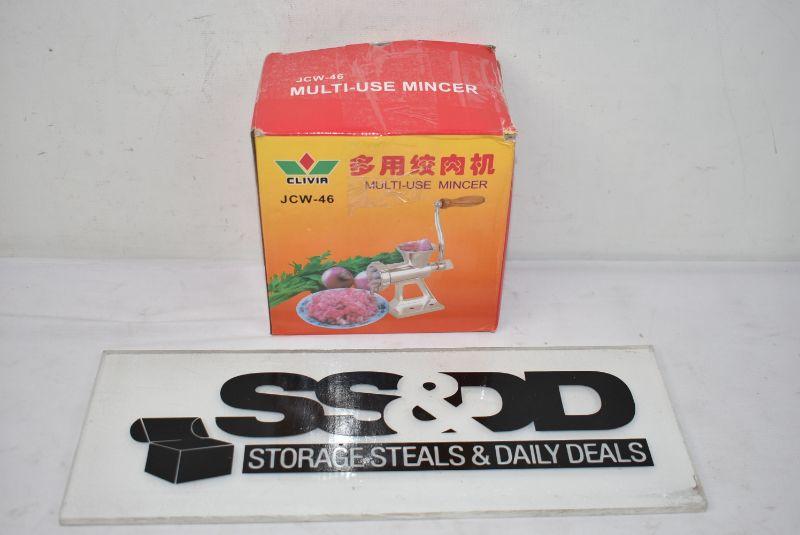 JCW-46
MULTI-USE MINCER
CLIVIA
多用绞肉机
MULTI-USE MINCER
JCW-46
SS&DD
STORAGE STEALS & DAILY DEALS